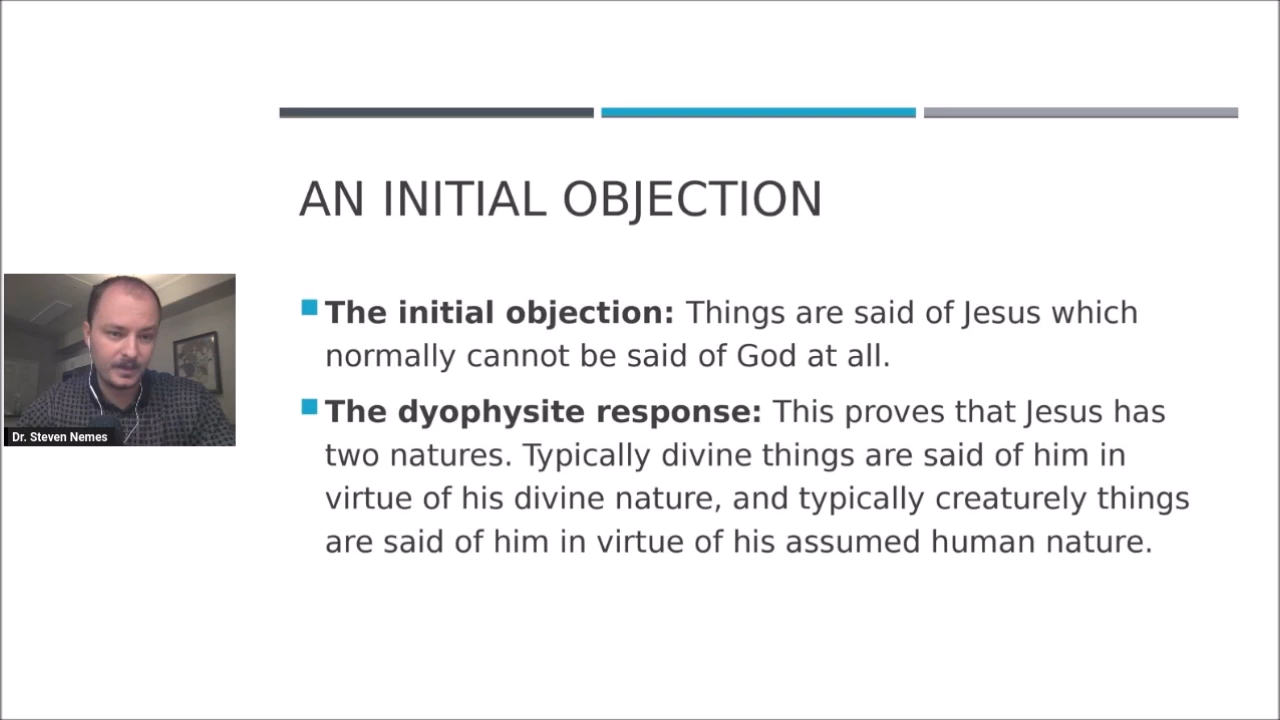 AN INITIAL OBJECTION
The initial objection: Things are said of Jesus which
normally cannot be said of God at all.
The dyophysite response: This proves that Jesus has
two natures. Typically divine things are said of him in
virtue of his divine nature, and typically creaturely things
are said of him in virtue of his assumed human nature.
Dr. Steven Nemes